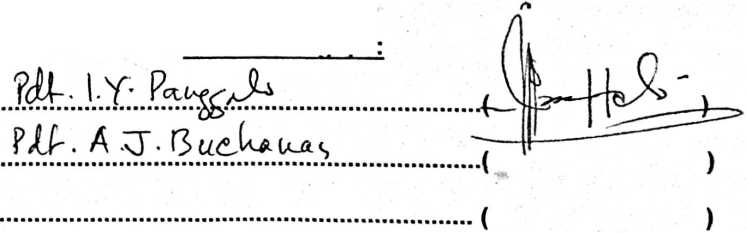 :
Pdt. I.Y. Panggalo ( )
Pdt. A.J. Buchanan ( )
( )